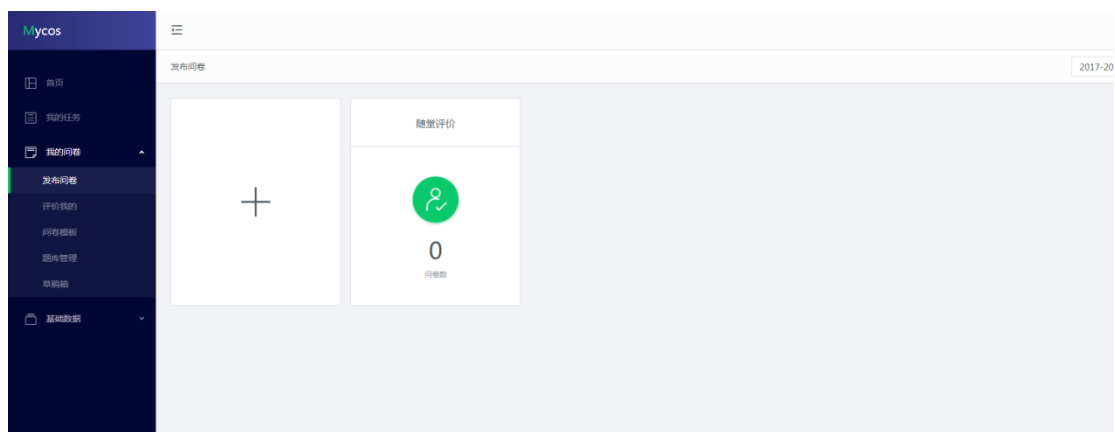 Mycos
发布问卷
2017-20
首页
我的任务
我的问卷
发布问卷
评价我的
问卷模板
题库管理
草稿箱
基础数据
随堂评价
0
问卷数